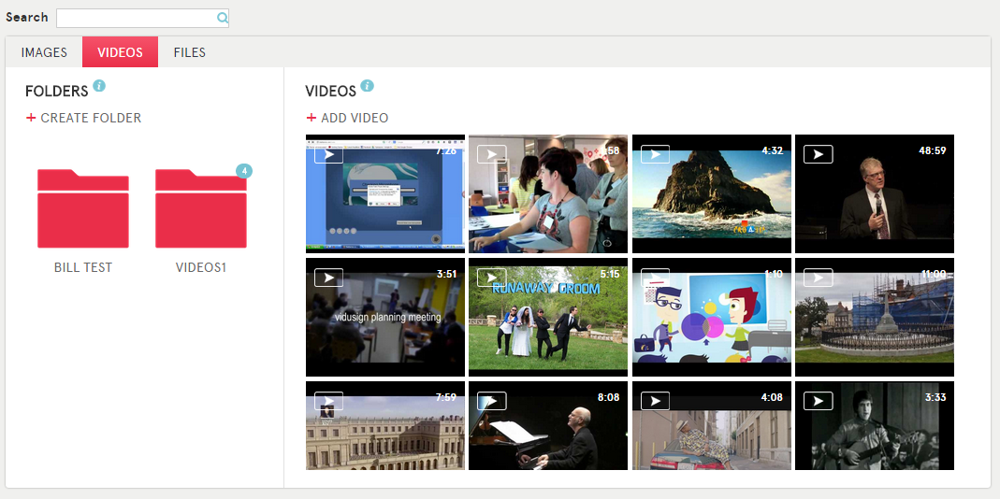 Search
IMAGES VIDEOS FILES
FOLDERS i
+ CREATE FOLDER
4
BILL TEST
VIDEOS1
VIDEOS i
+ ADD VIDEO
7:26
:58
4:32
48:59
3:51
vidusign planning meeting
5:15
RUNAWAY GROOM
1:10
11:00
7:59
8:08
4:08
3:33